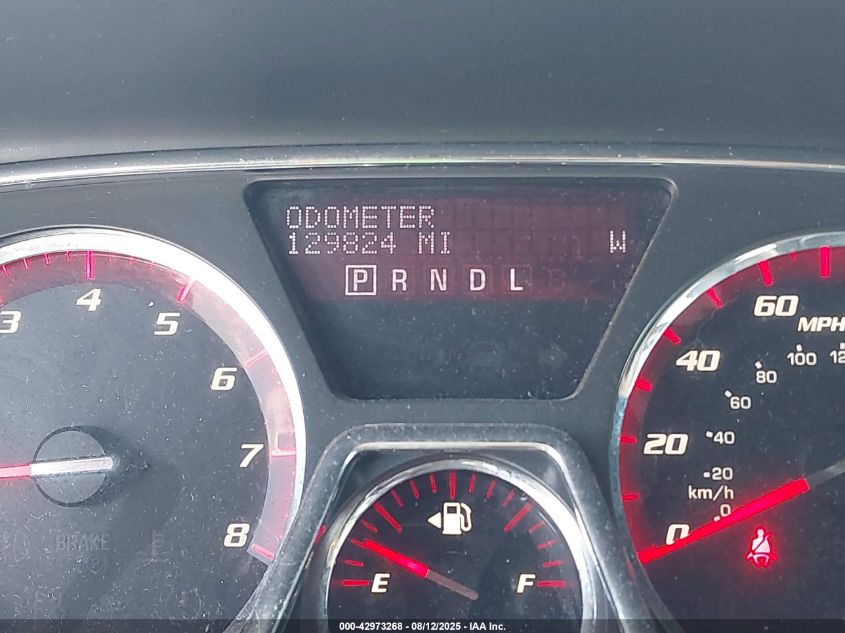 ODOMETER
129824 MI W
P R N D L
3 4 5 6 7 8
BRAKE
E F
0 20 40 60
MPH
0 20 40 60 80 100
km/h
000-42973268 - 08/12/2025 - IAA Inc.